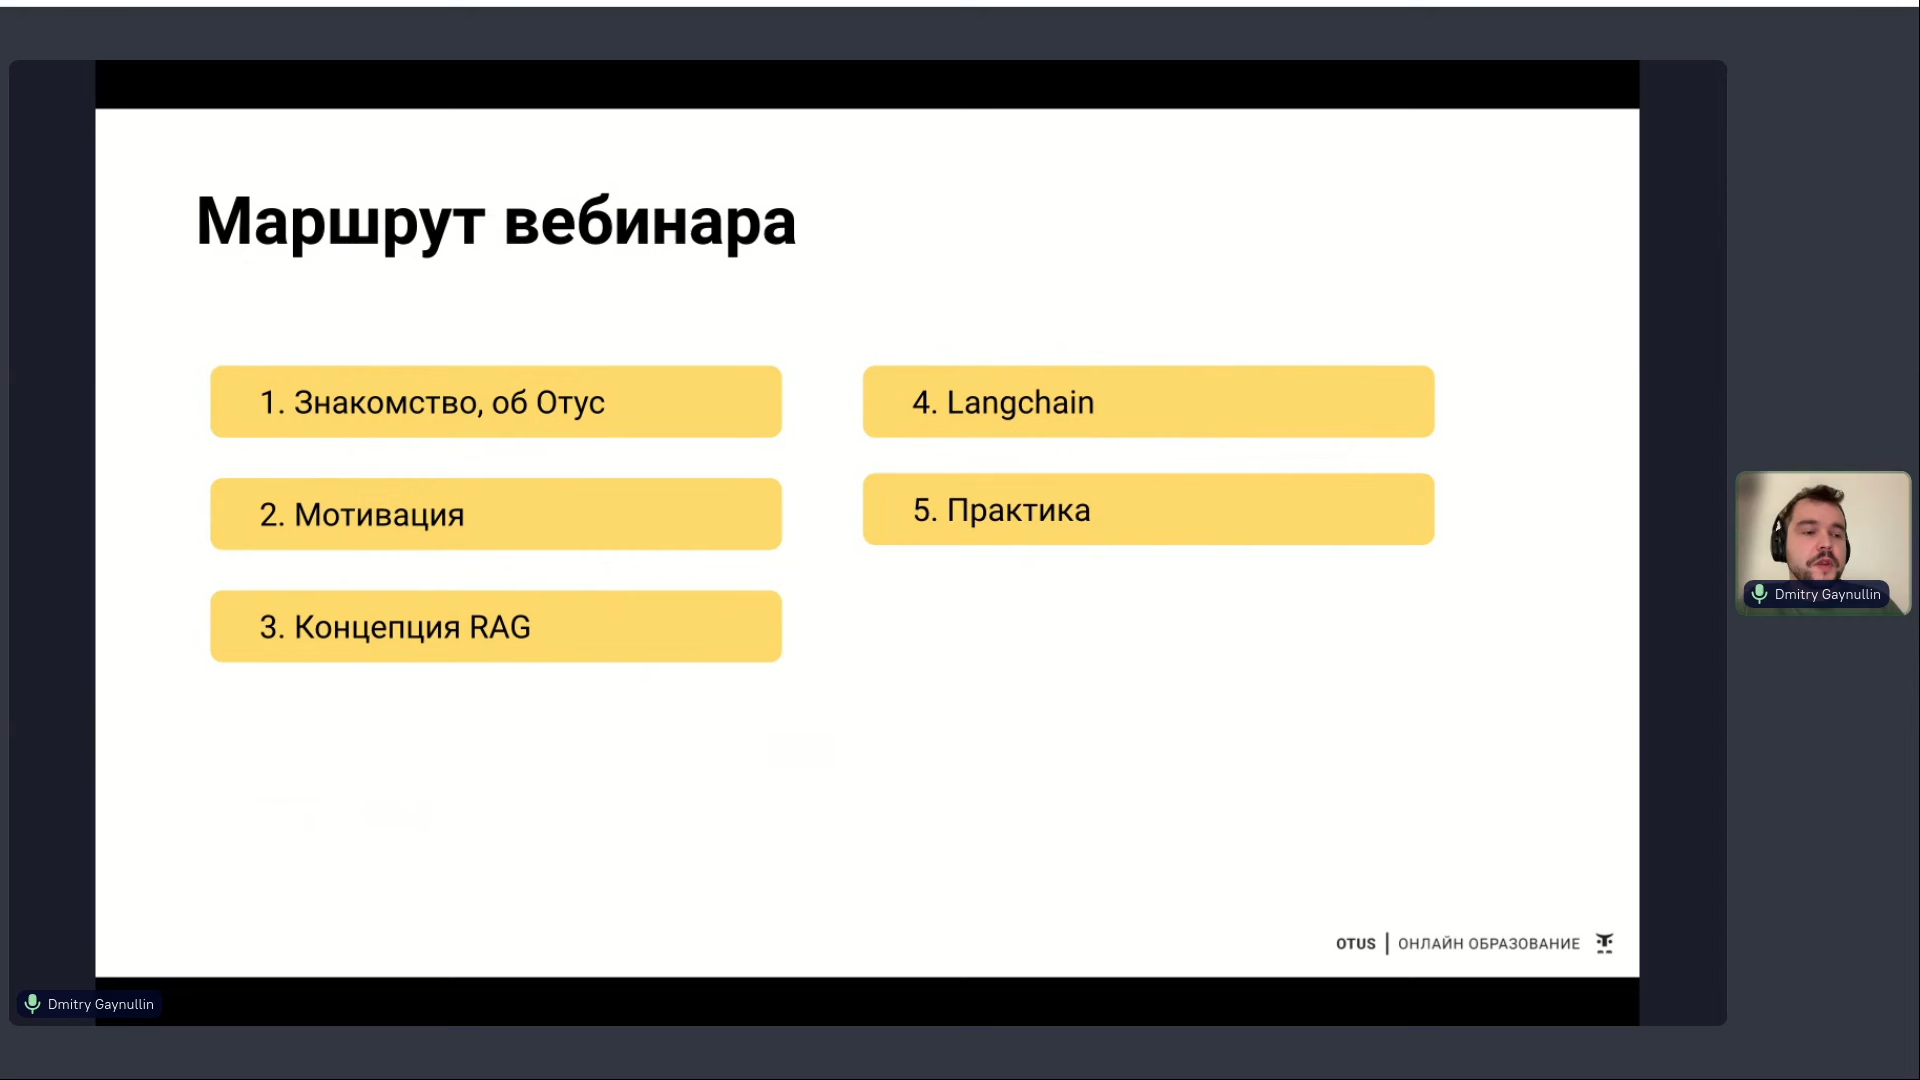 Маршрут вебинара
1. Знакомство, об Отус
2. Мотивация
3. Концепция RAG
4. Langchain
5. Практика
OTUS | ОНЛАЙН ОБРАЗОВАНИЕ
Dmitry Gaynullin
Dmitry Gaynullin